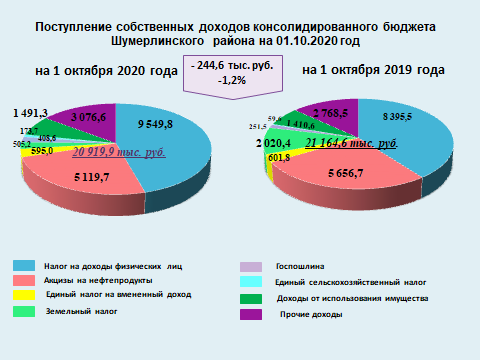 Поступление собственных доходов консолидированного бюджета
Шумерлинского района на 01.10.2020 год
на 1 октября 2020 года
- 244,6 тыс. руб.
-1,2%
на 1 октября 2019 года
1 491,3
3 076,6
9 549,8
173,7
408,6
505,2
595,0
20 919,9 тыс. руб.
5 119,7
59,6
2 768,5
8 395,5
251,5
1 410,6
2 020,4
21 164,6 тыс. руб.
601,8
5 656,7
Налог на доходы физических лиц
Акцизы на нефтепродукты
Единый налог на вмененный доход
Земельный налог
Госпошлина
Единый сельскохозяйственный налог
Доходы от использования имущества
Прочие доходы